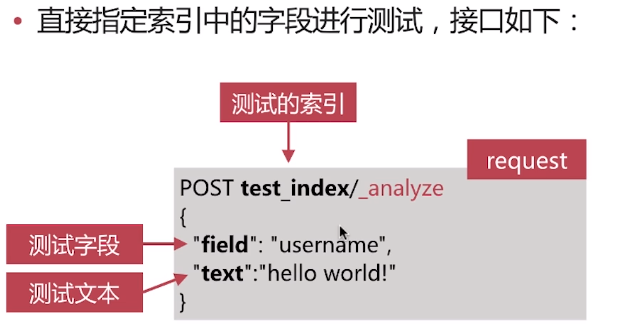 • 直接指定索引中的字段进行测试，接口如下：
测试的索引
request
POST test_index/_analyze
{
测试字段
"field": "username",
"text":"hello world!"
测试文本
}